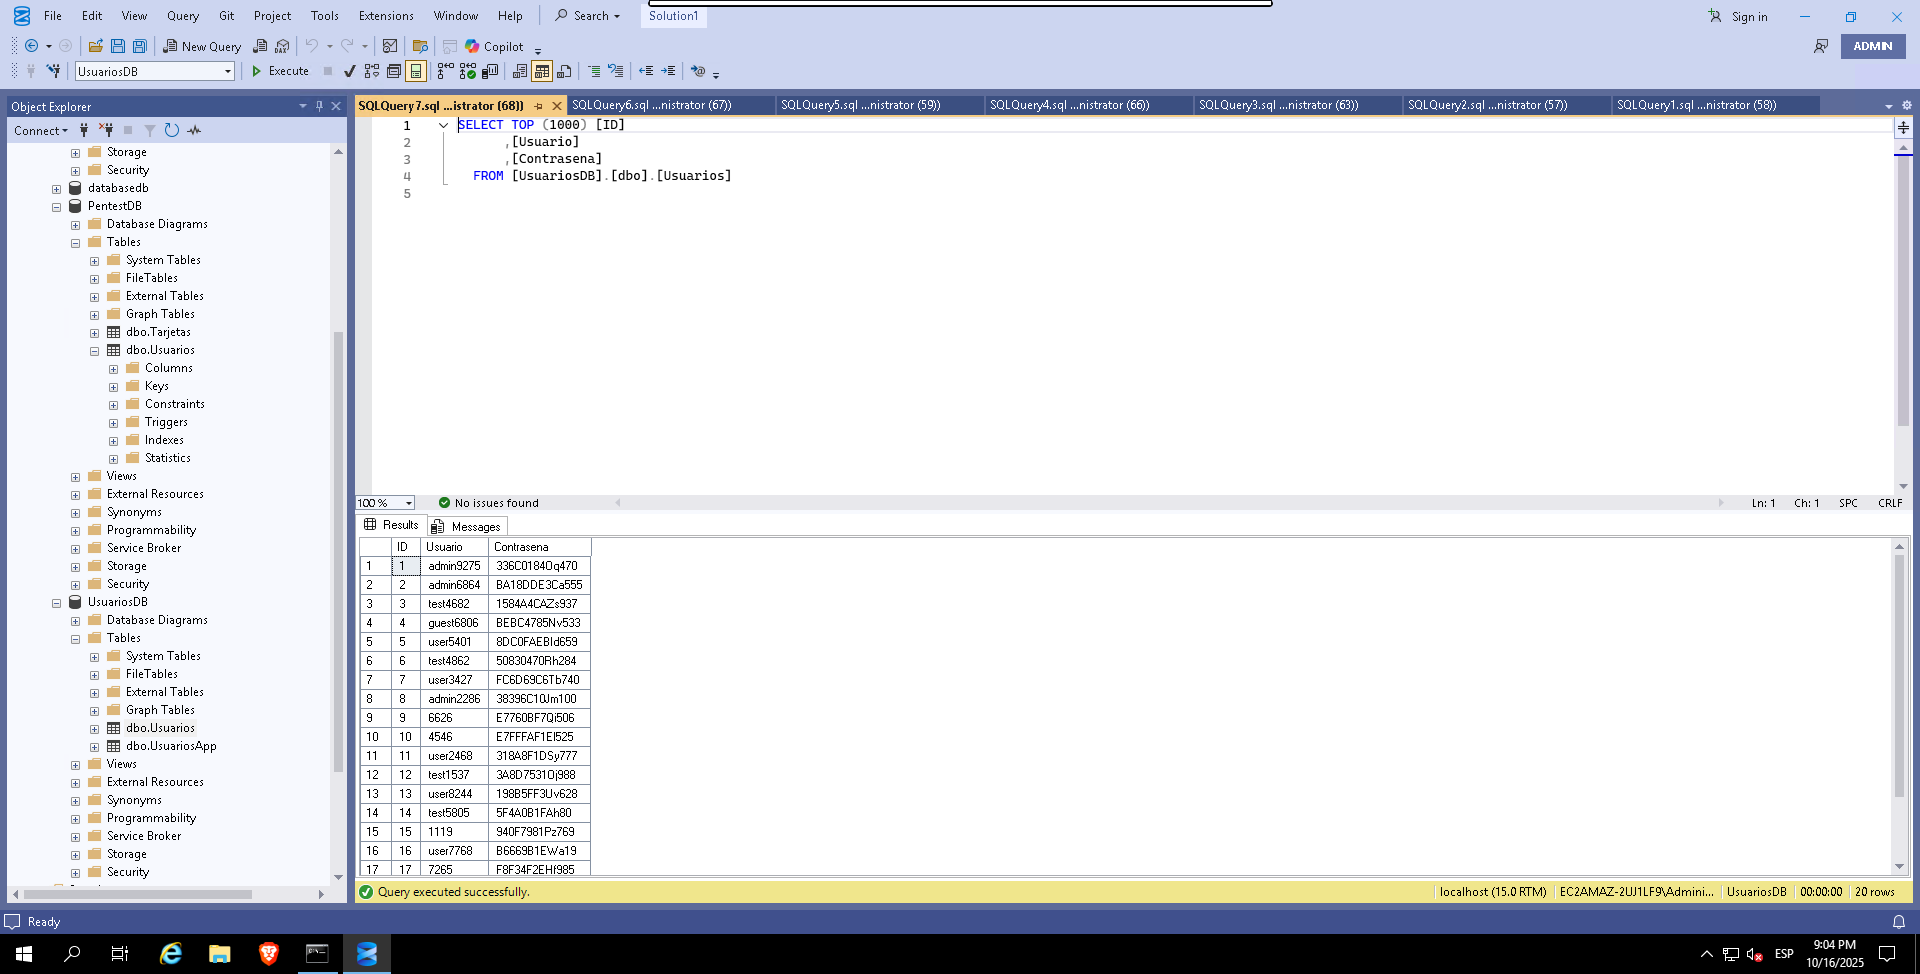 File Edit View Query Git Project Tools Extensions Window Help Search Solution1 Sign in
New Query DAX Copilot ADMIN
UsuariosDB Execute
Object Explorer
Connect
Storage
Security
databasedb
PentestDB
Database Diagrams
Tables
System Tables
FileTables
External Tables
Graph Tables
dbo.Tarjetas
dbo.Usuarios
Columns
Keys
Constraints
Triggers
Indexes
Statistics
Views
External Resources
Synonyms
Programmability
Service Broker
Storage
Security
UsuariosDB
Database Diagrams
Tables
System Tables
FileTables
External Tables
Graph Tables
dbo.Usuarios
dbo.UsuariosApp
Views
External Resources
Synonyms
Programmability
Service Broker
Storage
Security
SQLQuery7.sql ...istrator (68)) SQLQuery6.sql ...nistrator (67)) SQLQuery5.sql ...nistrator (59)) SQLQuery4.sql ...nistrator (66)) SQLQuery3.sql ...nistrator (63)) SQLQuery2.sql ...nistrator (57)) SQLQuery1.sql ...nistrator (58))
1 SELECT TOP (1000) [ID]
2 ,[Usuario]
3 ,[Contrasena]
4 FROM [UsuariosDB].[dbo].[Usuarios]
5
100 % No issues found Ln: 1 Ch: 1 SPC CRLF
Results Messages
ID Usuario Contrasena
1 1 admin9275 336C0184Oq470
2 2 admin6864 BA18DDE3Ca555
3 3 test4682 1584A4CAZs937
4 4 guest6806 BEBC4785Nv533
5 5 user5401 8DC0FAEBId659
6 6 test4862 50830470Rh284
7 7 user3427 FC6D69C6Tb740
8 8 admin2286 38396C10Jm100
9 9 6626 E7760BF7Qi506
10 10 4546 E7FFFAF1El525
11 11 user2468 318A8F1DSy777
12 12 test1537 3A8D7531Oj988
13 13 user8244 198B5FF3Uv628
14 14 test5805 5F4A0B1FAh80
15 15 1119 940F7981Pz769
16 16 user7768 B6669B1EWa19
17 17 7265 F8F34F2EHf985
Query executed successfully. localhost (15.0 RTM) EC2AMAZ-2UJ1LF9\Admini... UsuariosDB 00:00:00 20 rows
Ready
ESP 9:04 PM
10/16/2025